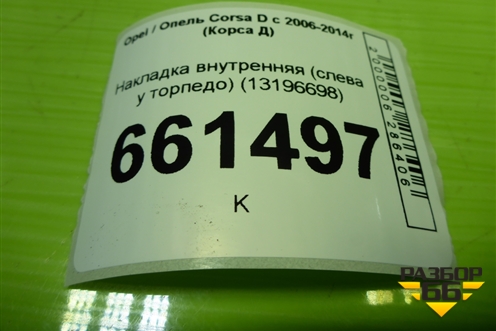 Opel / Опель Corsa D с 2006-2014г
(Корса Д)
Накладка внутренняя (слева
у торпедо) (13196698)
661497
К
2000006286406
РАЗБОР
66